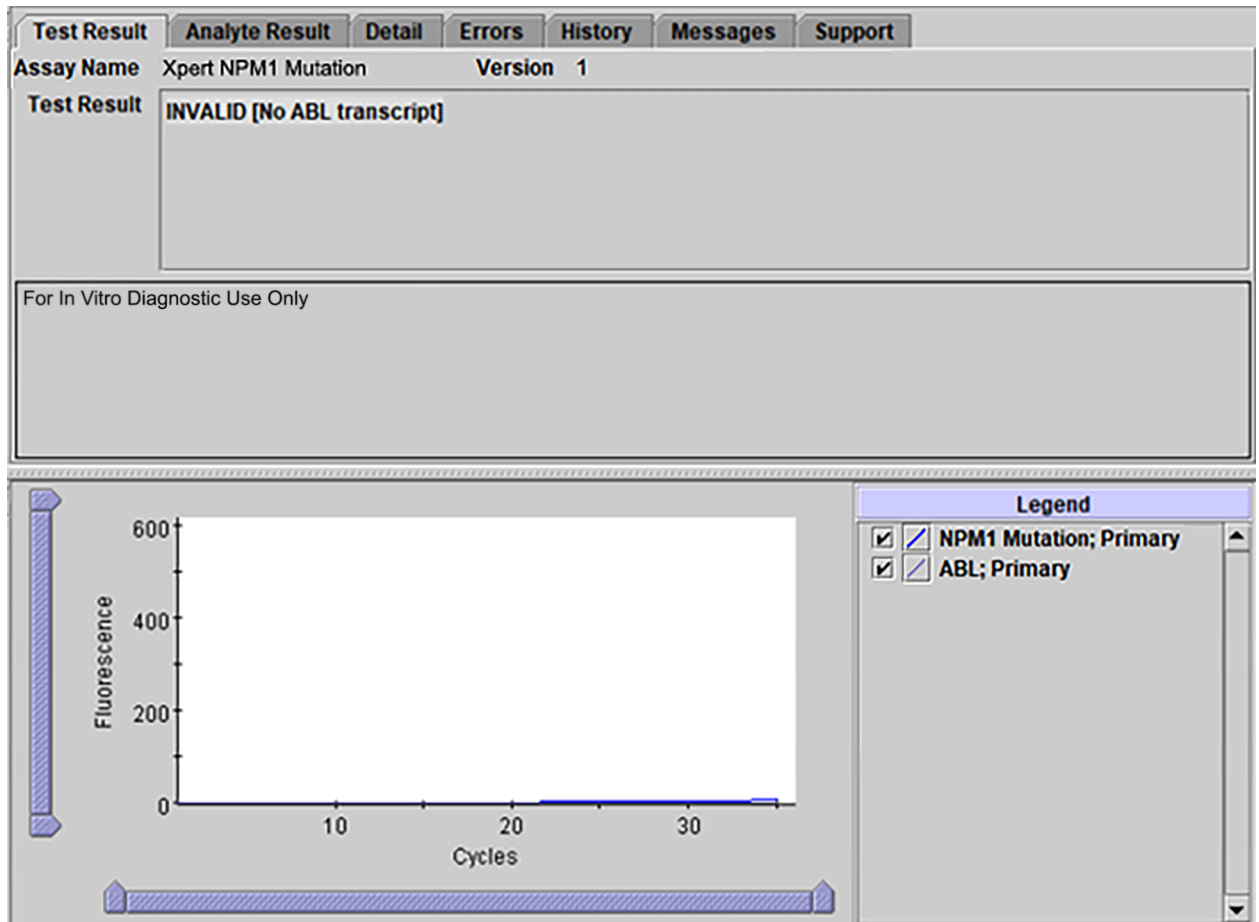 Test Result Analyte Result Detail Errors History Messages Support
Assay Name Xpert NPM1 Mutation Version 1
Test Result INVALID [No ABL transcript]
For In Vitro Diagnostic Use Only
600
400
200
0
Fluorescence
10 20 30
Cycles
Legend
NPM1 Mutation; Primary
ABL; Primary